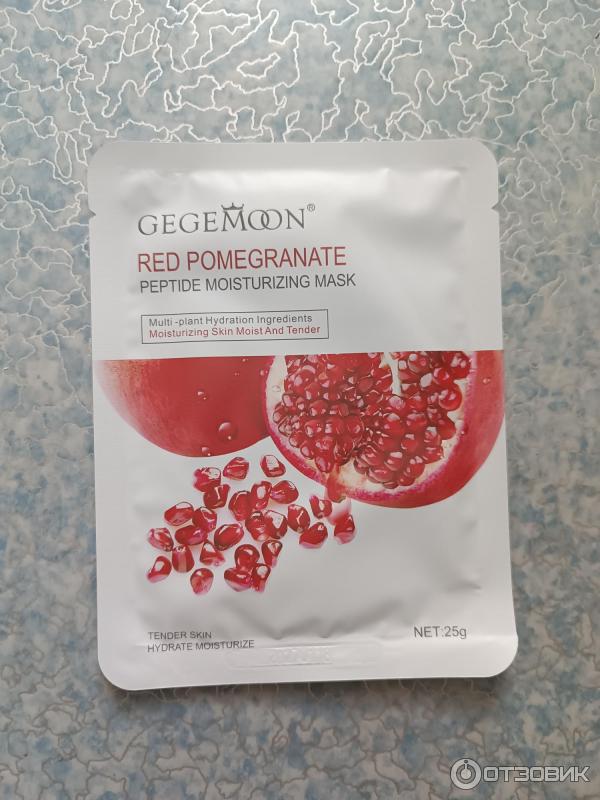 GEGEMOON®
RED POMEGRANATE
PEPTIDE MOISTURIZING MASK
Multi-plant Hydration Ingredients
Moisturizing Skin Moist And Tender
TENDER SKIN
HYDRATE MOISTURIZE
NET:25g
ОТЗОВИК